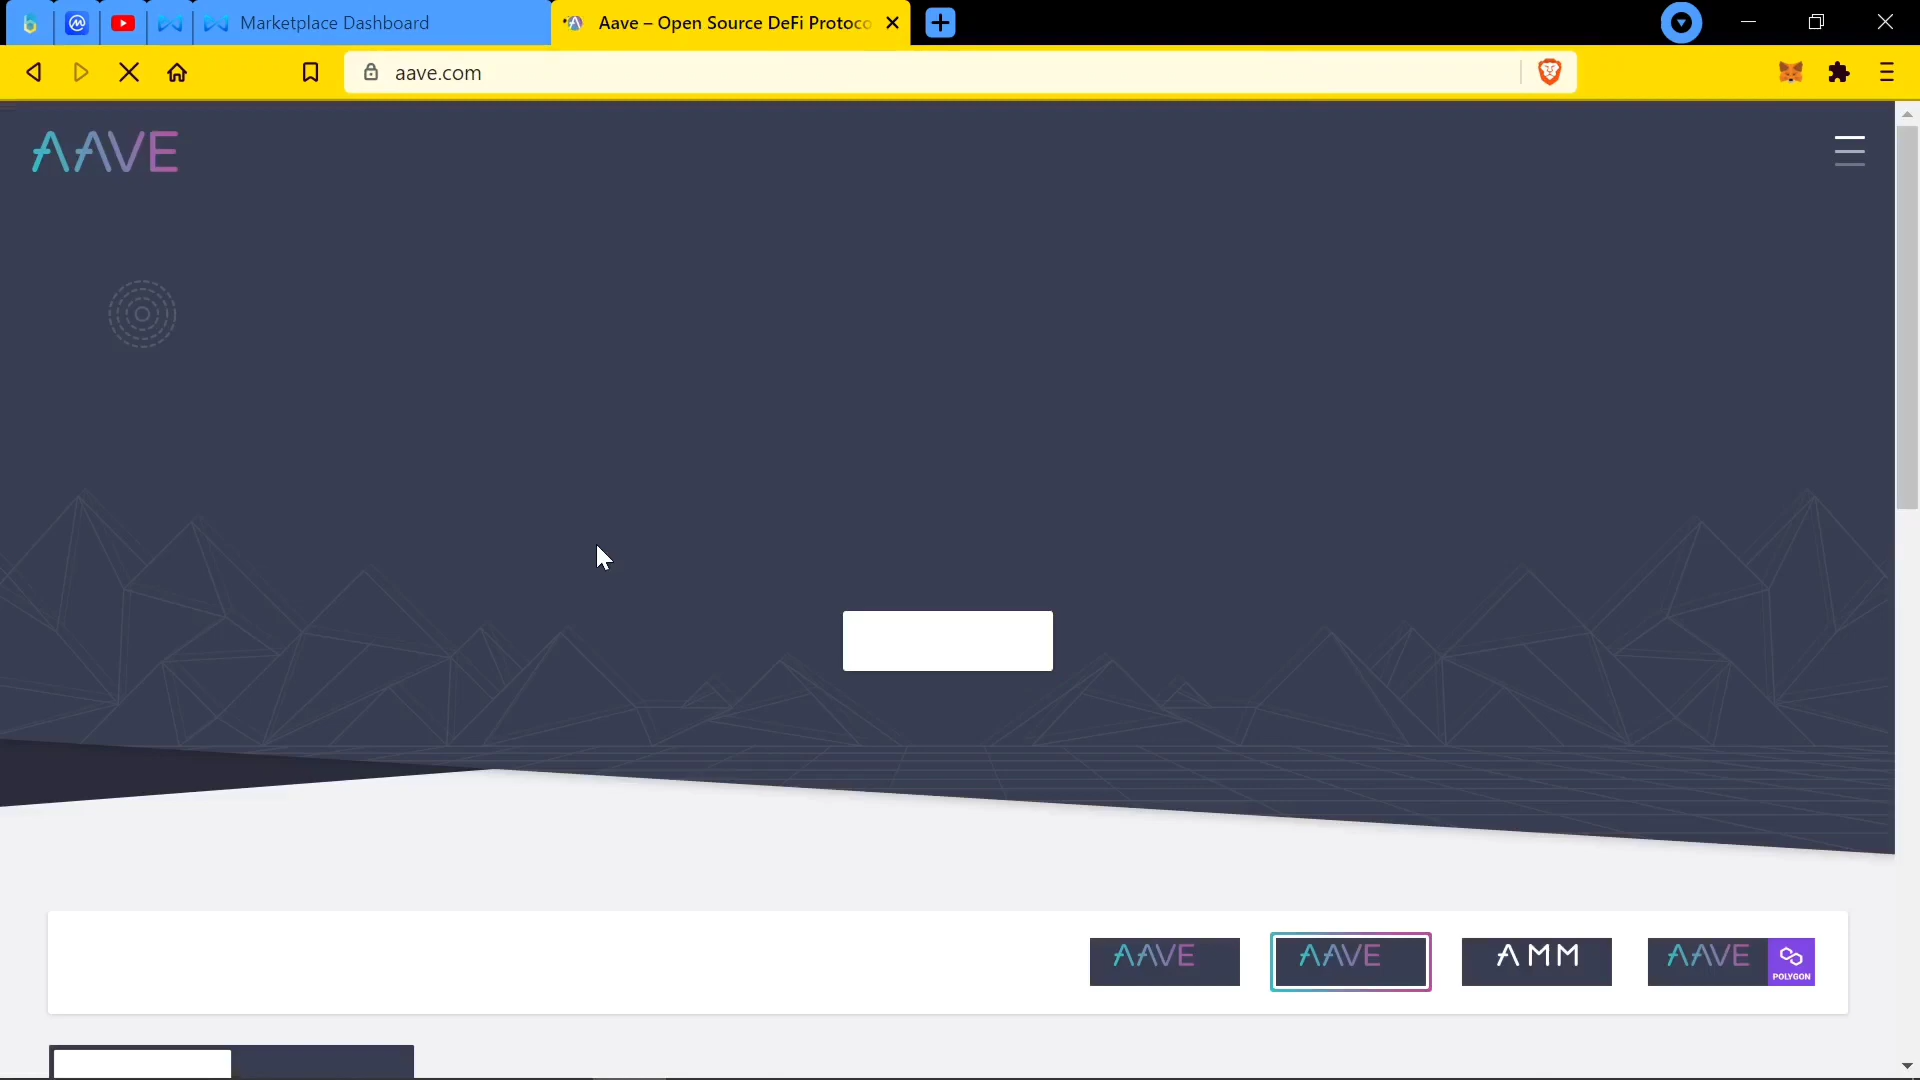 Marketplace Dashboard
Aave – Open Source DeFi Protoco
aave.com
AAVE
AAVE
AAVE
AMM
AAVE
POLYGON